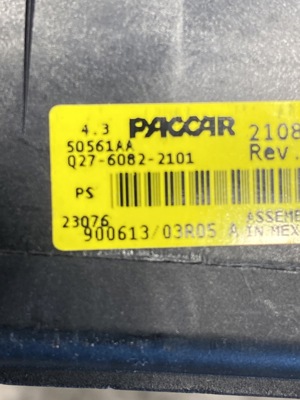 4.3 PACCAR 2108
50561AA Rev.
Q27-6082-2101
PS
23076 ASSEMB
900613/03R05 A IN MEX